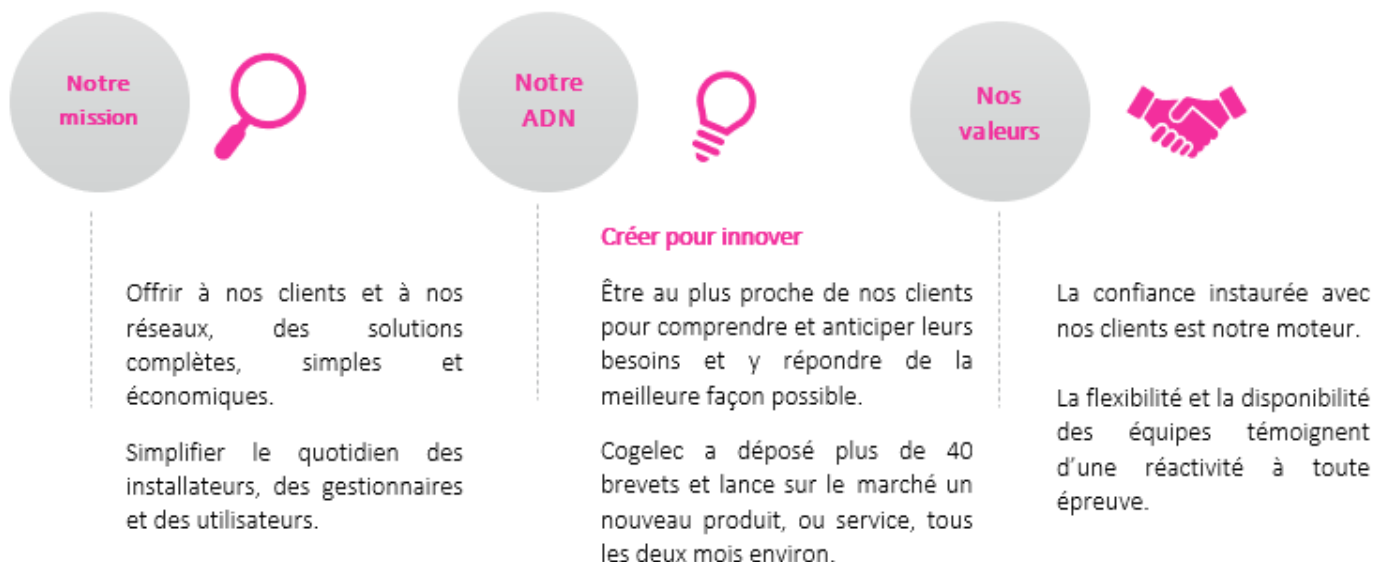 Notre
mission
Offrir à nos clients et à nos
réseaux, des solutions
complètes, simples et
économiques.
Simplifier le quotidien des
installateurs, des gestionnaires
et des utilisateurs.
Notre
ADN
Créer pour innover
Être au plus proche de nos clients
pour comprendre et anticiper leurs
besoins et y répondre de la
meilleure façon possible.
Cogelec a déposé plus de 40
brevets et lance sur le marché un
nouveau produit, ou service, tous
les deux mois environ.
Nos
valeurs
La confiance instaurée avec
nos clients est notre moteur.
La flexibilité et la disponibilité
des équipes témoignent
d’une réactivité à toute
épreuve.